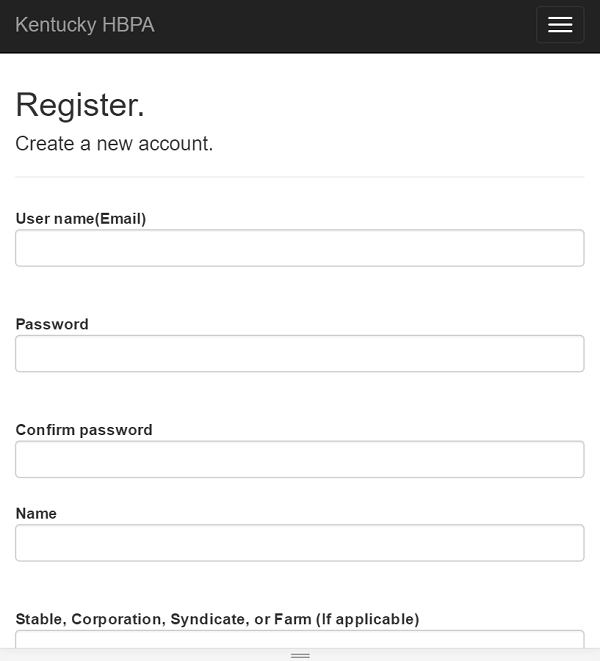 Kentucky HBPA
Register.
Create a new account.
User name(Email)
Password
Confirm password
Name
Stable, Corporation, Syndicate, or Farm (If applicable)